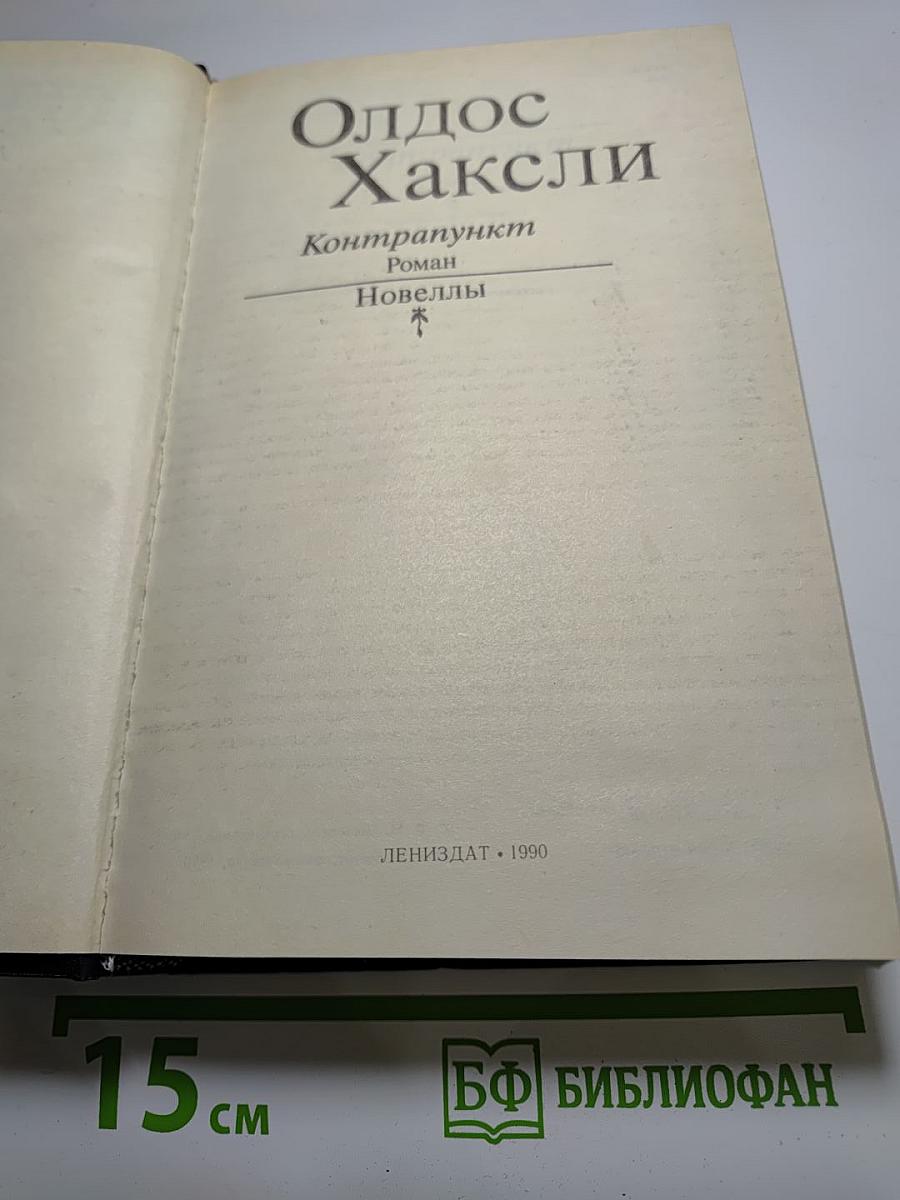 Олдос
Хаксли
Контрапункт
Роман
Новеллы
ЛЕНИЗДАТ • 1990
15 см
БФ БИБЛИОФАН